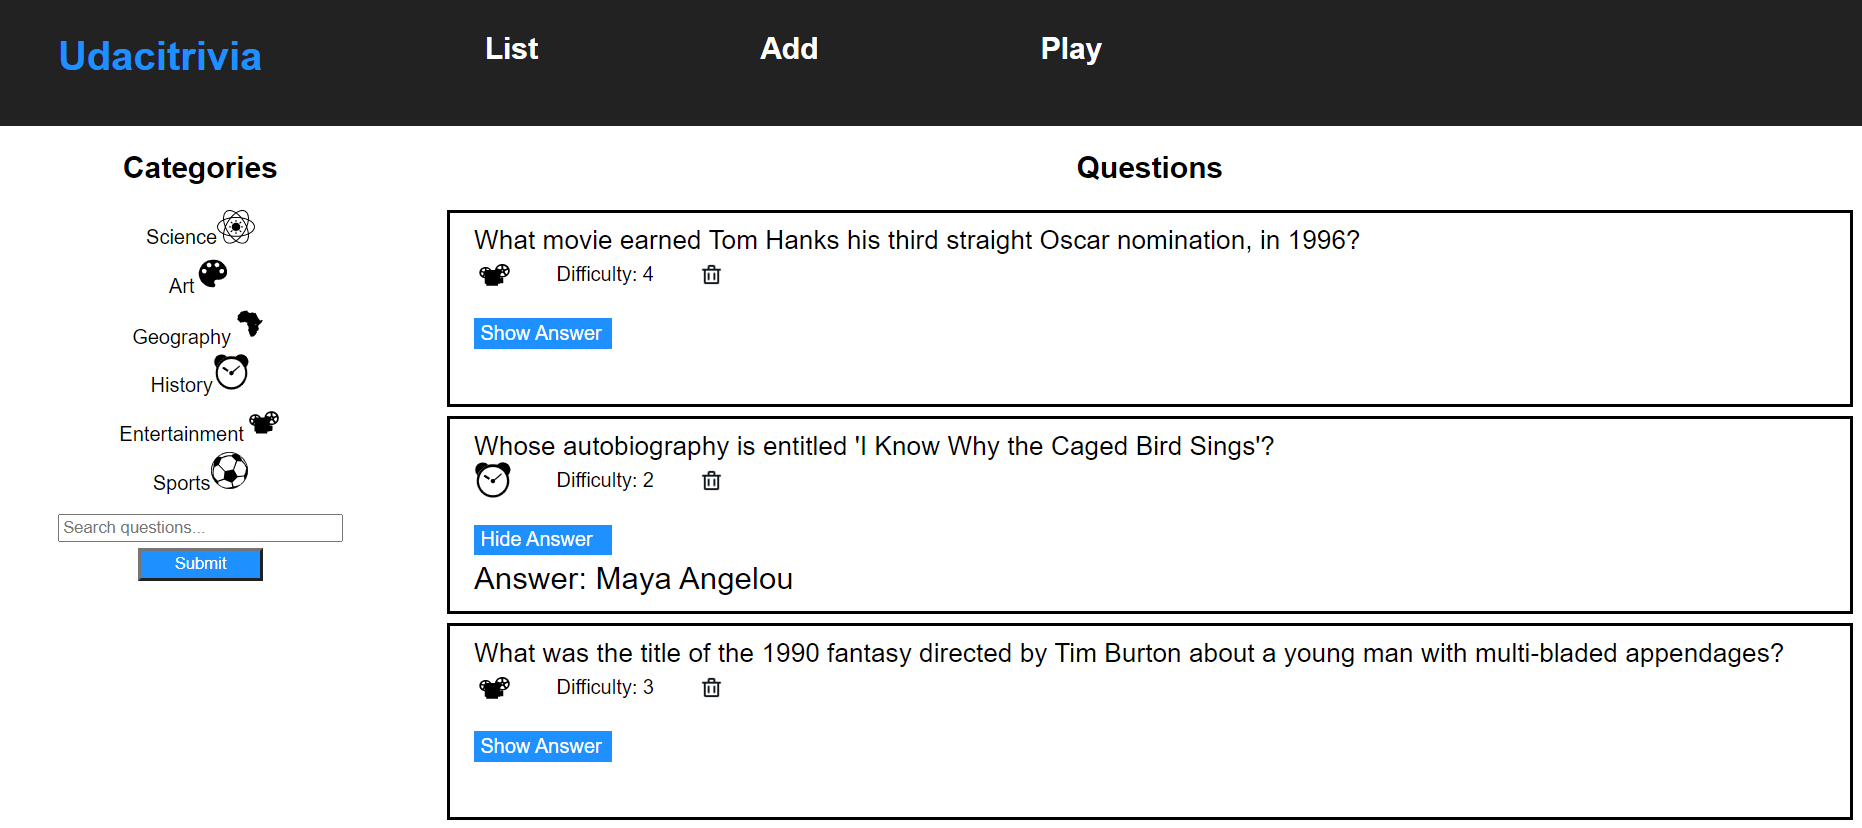 Udacitrivia
List
Add
Play
Categories
Science
Art
Geography
History
Entertainment
Sports
Search questions...
Submit
Questions
What movie earned Tom Hanks his third straight Oscar nomination, in 1996?
Difficulty: 4
Show Answer
Whose autobiography is entitled 'I Know Why the Caged Bird Sings'?
Difficulty: 2
Hide Answer
Answer: Maya Angelou
What was the title of the 1990 fantasy directed by Tim Burton about a young man with multi-bladed appendages?
Difficulty: 3
Show Answer